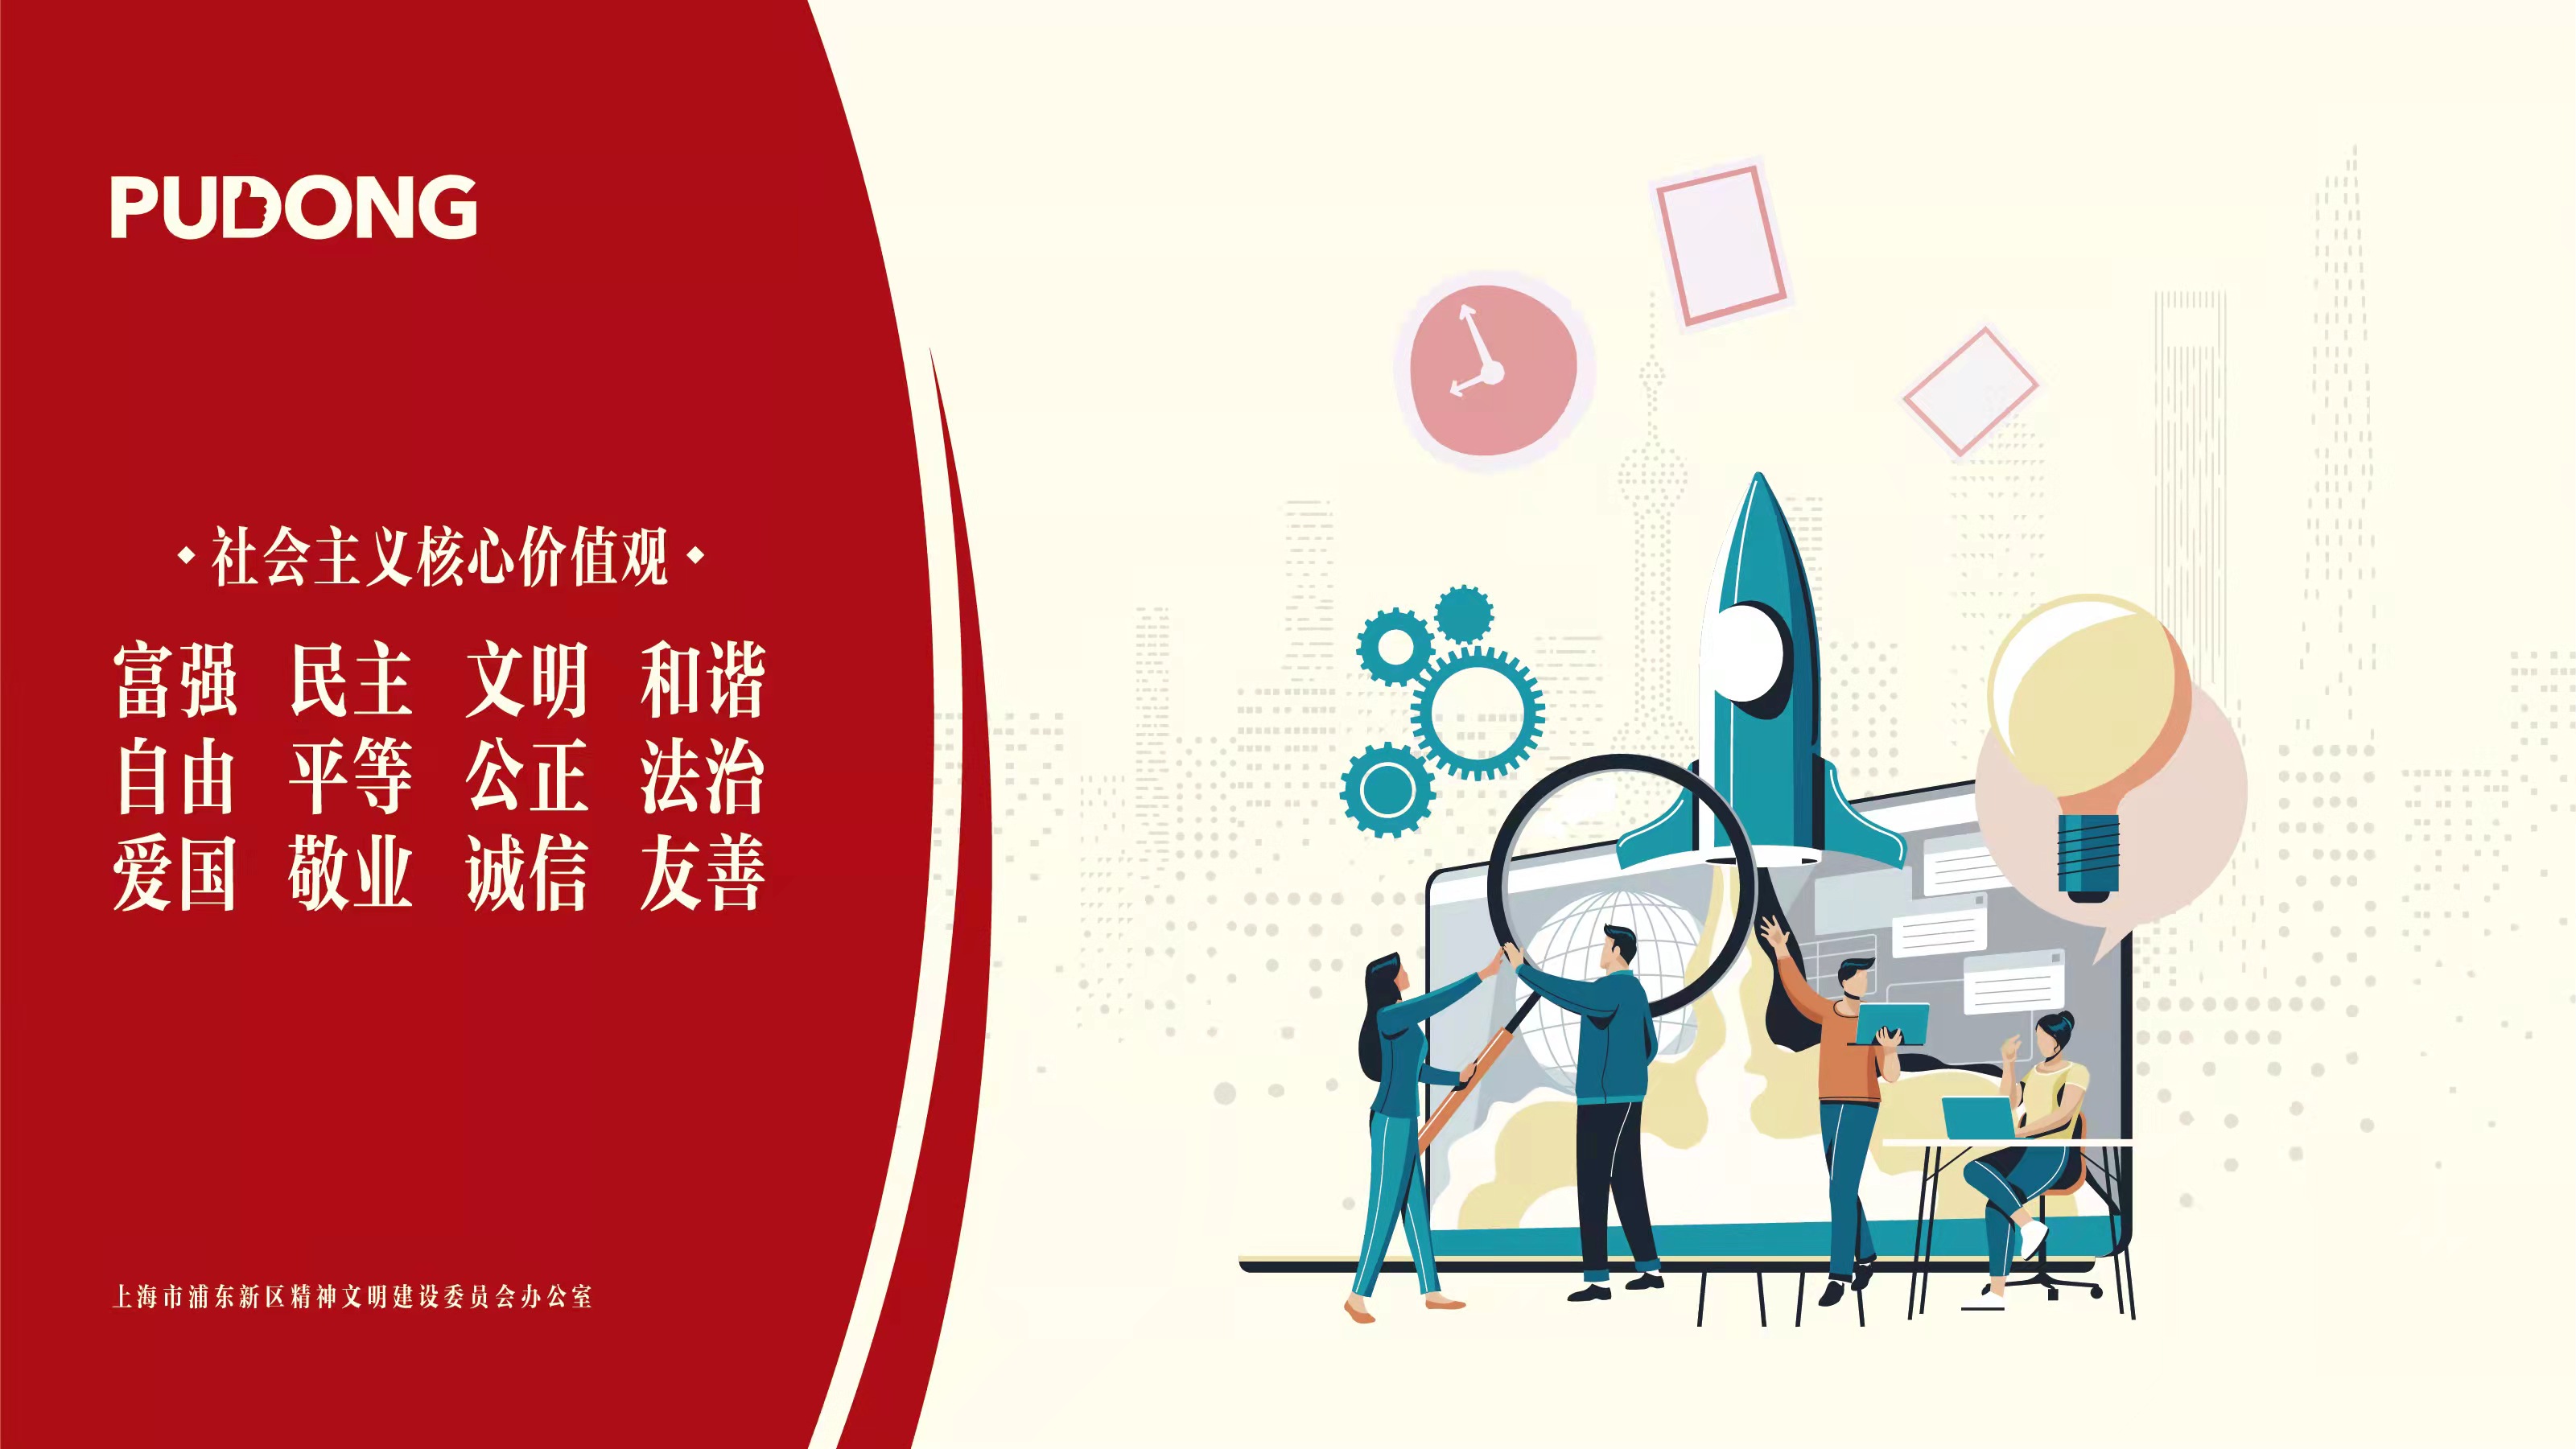 PUDONG
社会主义核心价值观
富强 民主 文明 和谐
自由 平等 公正 法治
爱国 敬业 诚信 友善
上海市浦东新区精神文明建设委员会办公室